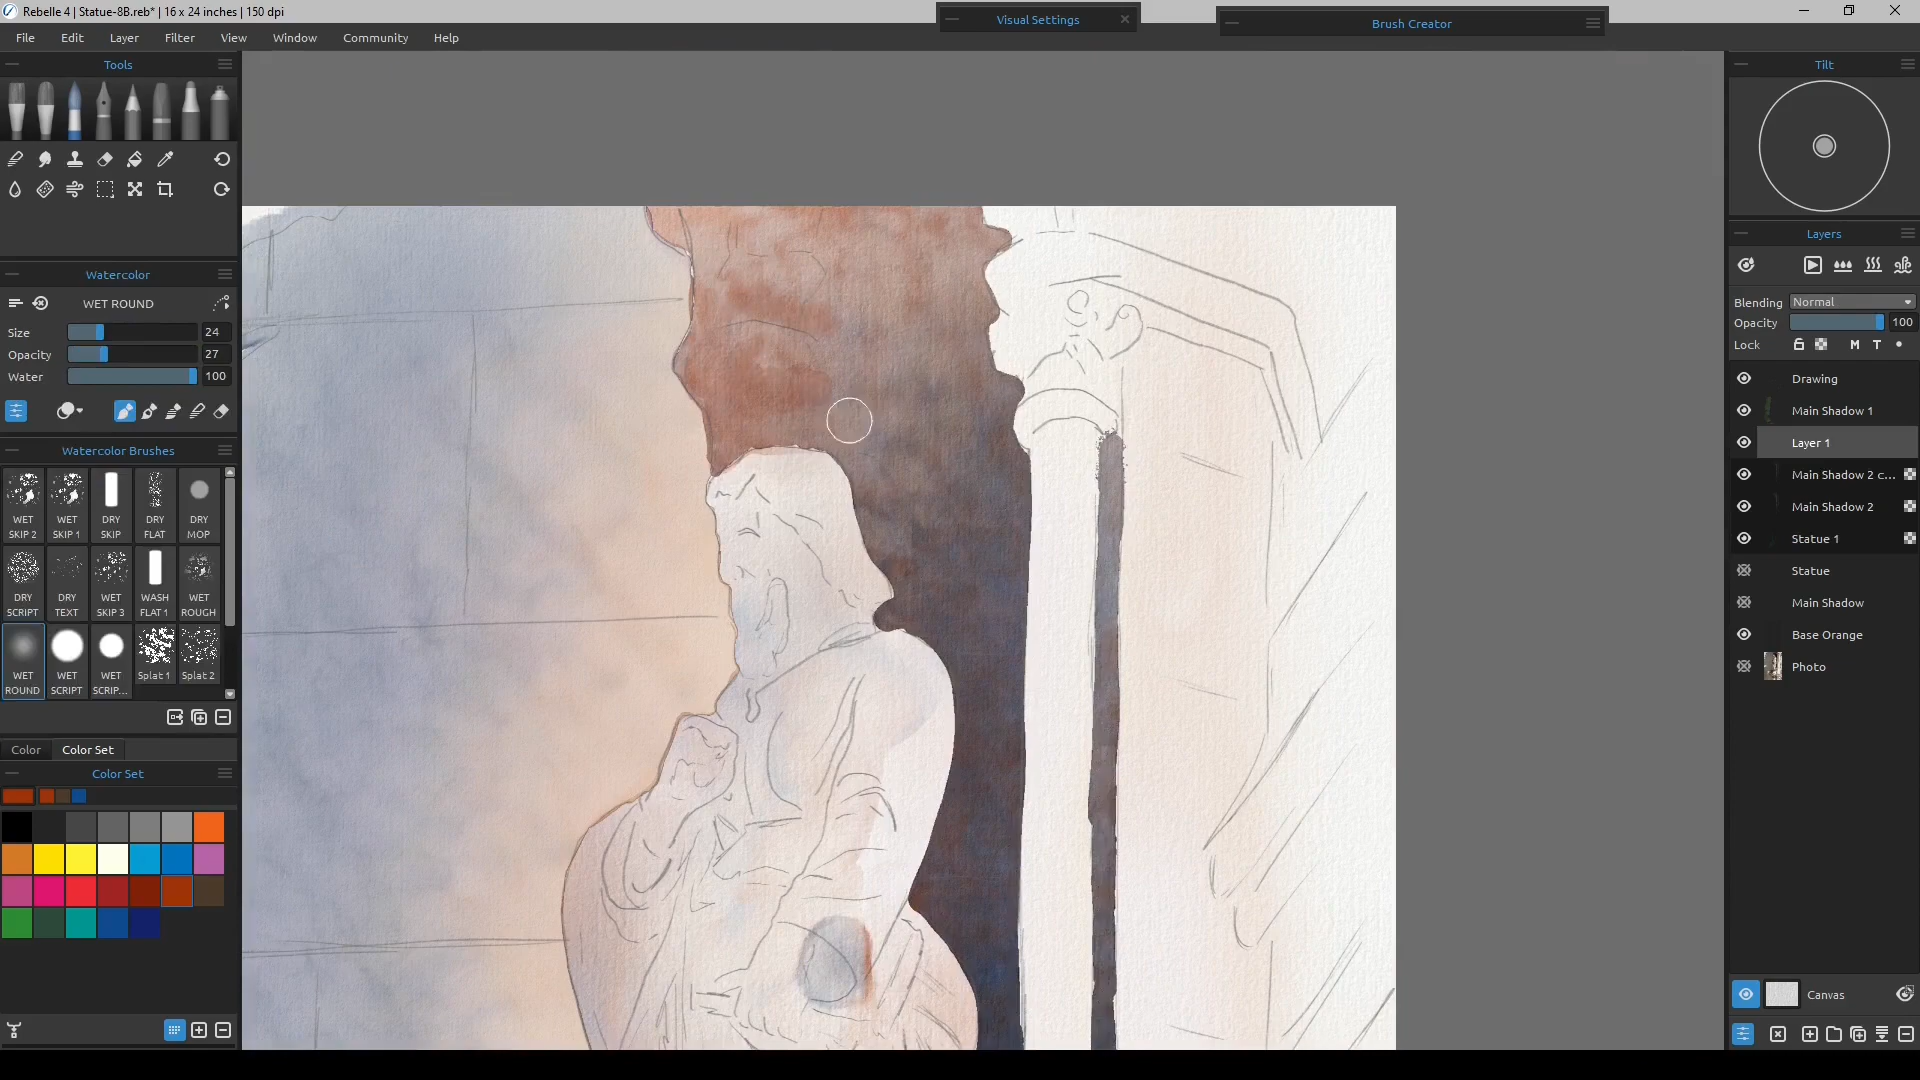 Rebelle 4 | Statue-8B.reb* | 16 x 24 inches | 150 dpi
Visual Settings
Brush Creator
File Edit Layer Filter View Window Community Help
Tools
Watercolor
WET ROUND
Size 24
Opacity 27
Water 100
Watercolor Brushes
WET SKIP 2
WET SKIP 1
DRY SKIP
DRY FLAT
DRY MOP
DRY SCRIPT
DRY TEXT
WET SKIP 3
WASH FLAT 1
WET ROUGH
WET ROUND
WET SCRIPT
WET SCRIP...
Splat 1
Splat 2
Color Color Set
Color Set
Tilt
Layers
Blending Normal
Opacity 100
Lock M T
Drawing
Main Shadow 1
Layer 1
Main Shadow 2 c...
Main Shadow 2
Statue 1
Statue
Main Shadow
Base Orange
Photo
Canvas